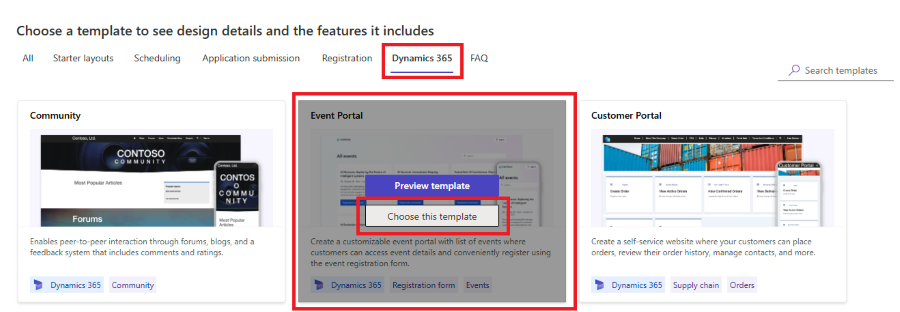 Choose a template to see design details and the features it includes
All Starter layouts Scheduling Application submission Registration Dynamics 365 FAQ
Search templates
Community
CONTOSO
COMMUNITY
Most Popular Articles
Forums
CONTOSO
COMMUNITY
Most Popular
Articles
Enables peer-to-peer interaction through forums, blogs, and a
feedback system that includes comments and ratings.
Dynamics 365 Community
Event Portal
All events
Preview template
Choose this template
Create a customizable event portal with list of events where
customers can access event details and conveniently register using
the event registration form.
Dynamics 365 Registration form Events
Customer Portal
Create a self-service website where your customers can place
orders, review their order history, manage contacts, and more.
Dynamics 365 Supply chain Orders